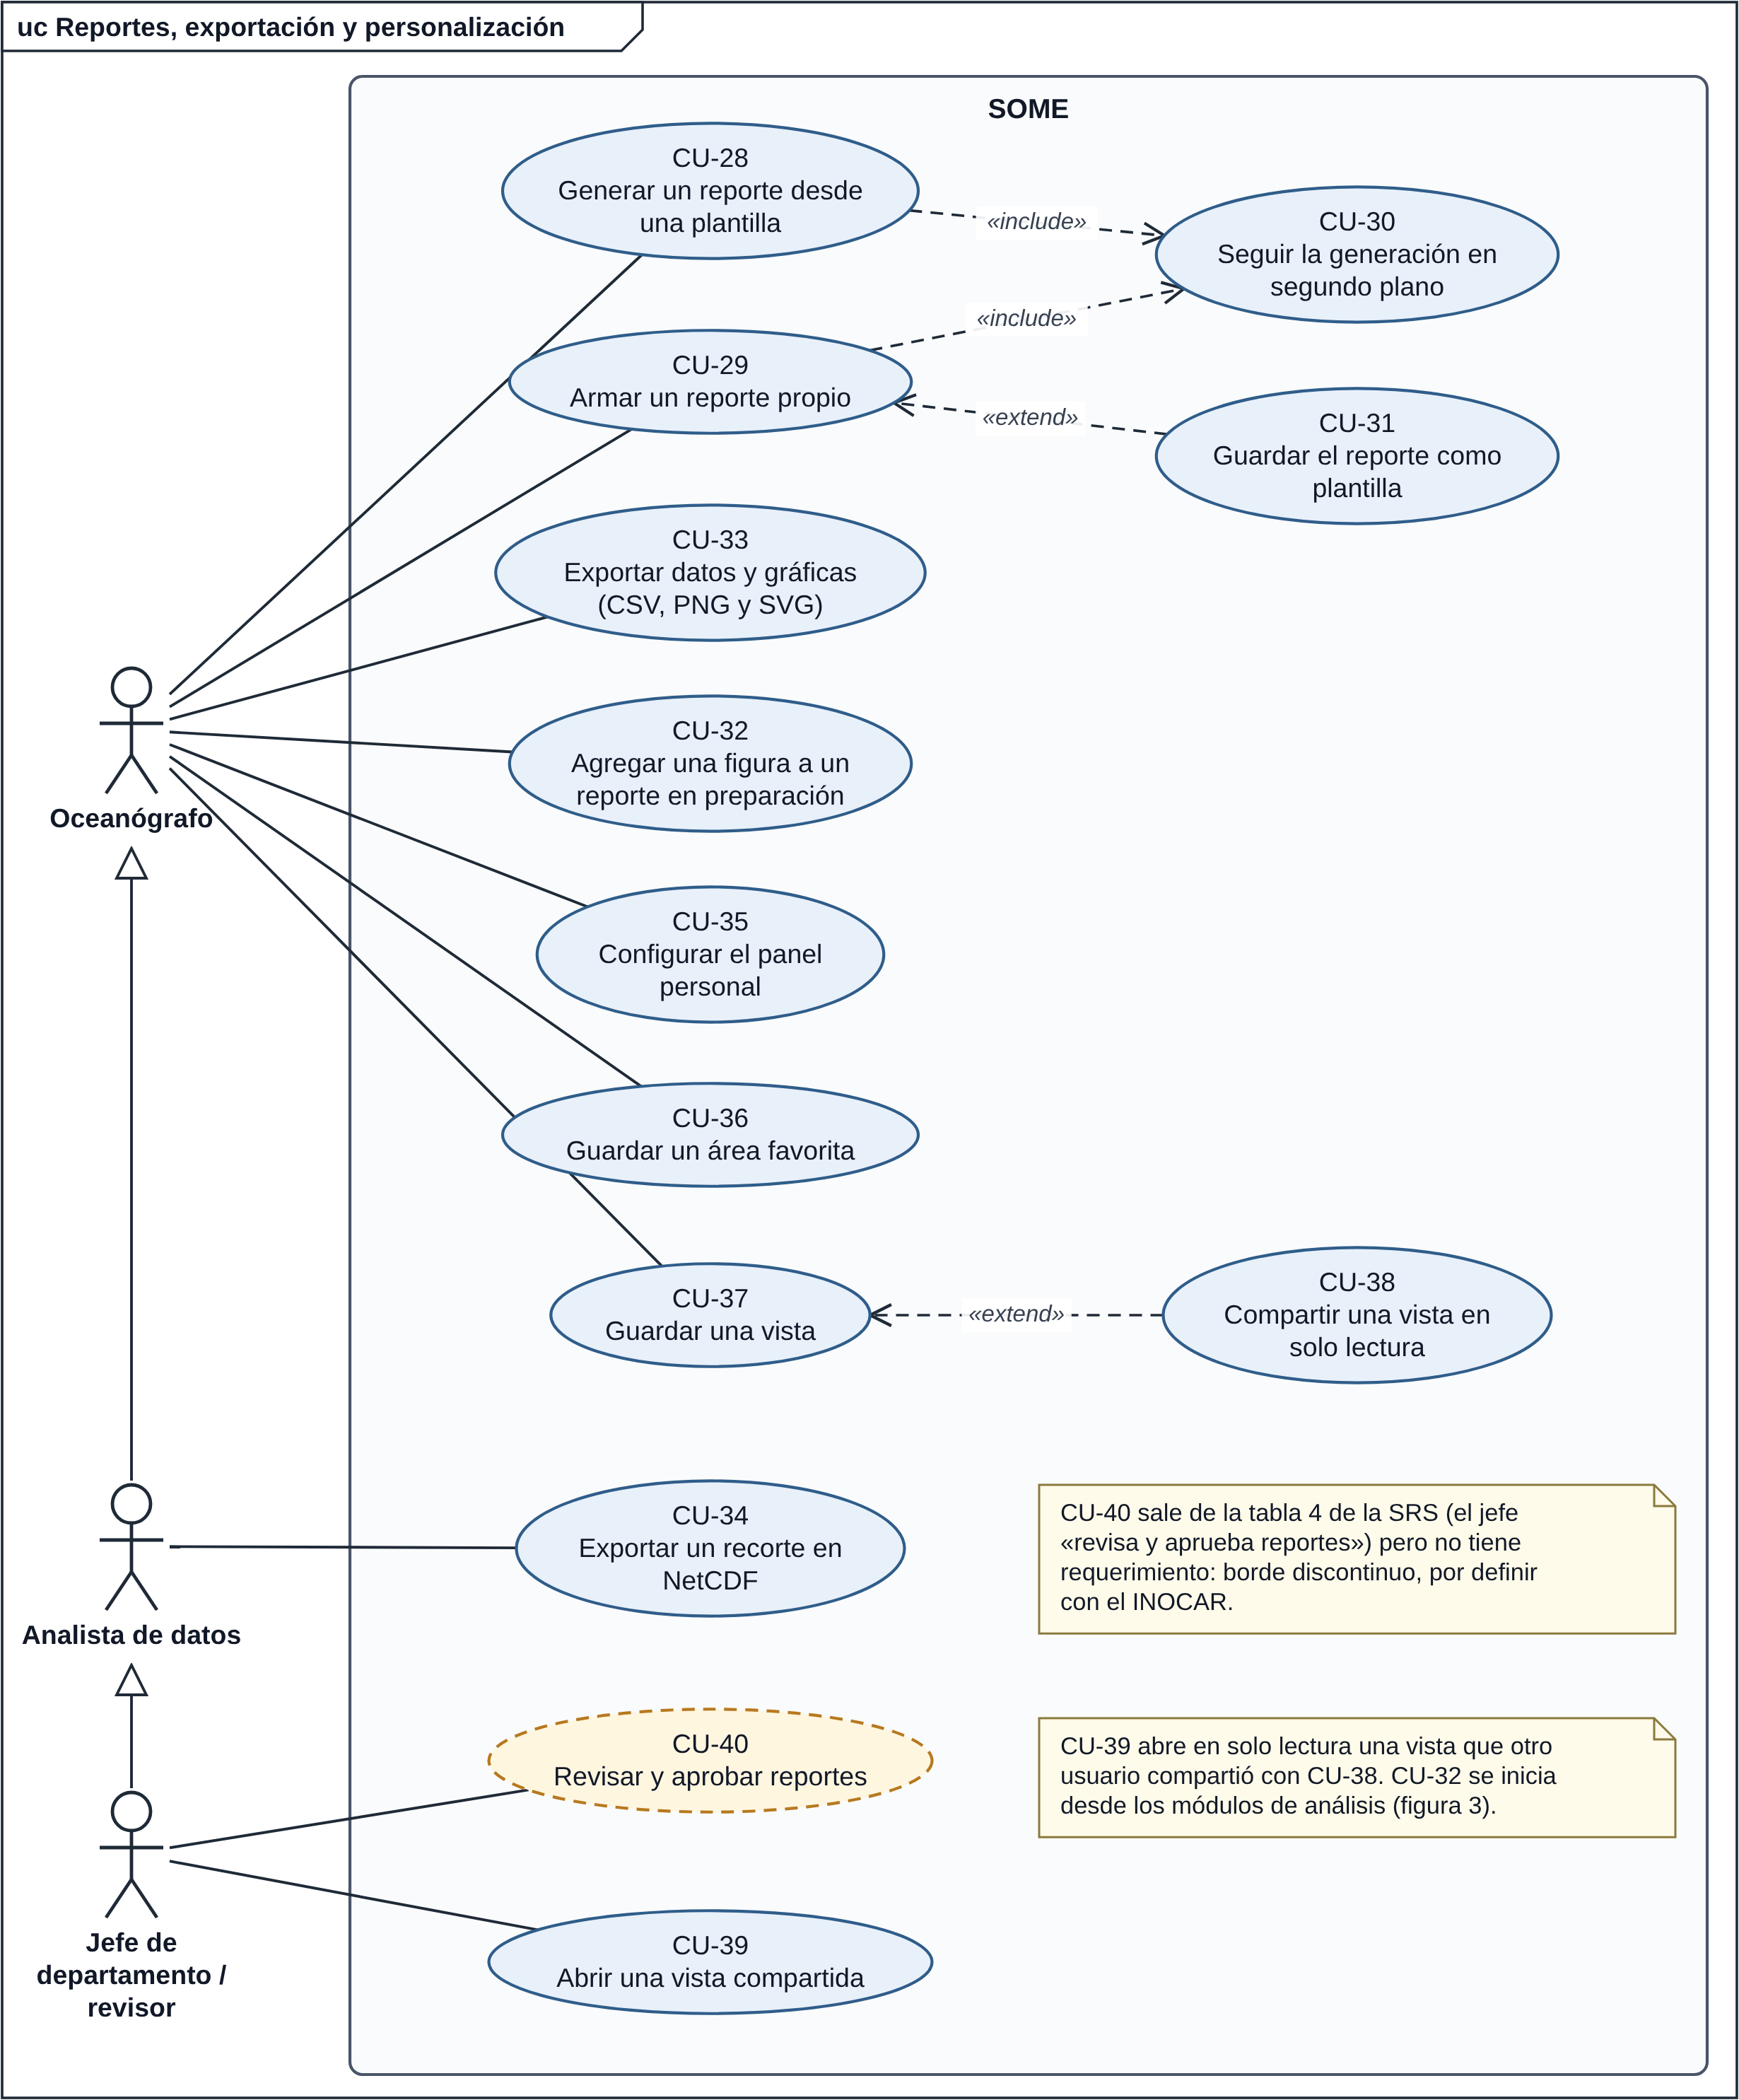 uc Reportes, exportación y personalización
SOME
CU-28
Generar un reporte desde
una plantilla
«include»
CU-30
Seguir la generación en
segundo plano
«include»
CU-29
Armar un reporte propio
«extend»
CU-31
Guardar el reporte como
plantilla
CU-33
Exportar datos y gráficas
(CSV, PNG y SVG)
CU-32
Agregar una figura a un
reporte en preparación
Oceanógrafo
CU-35
Configurar el panel
personal
CU-36
Guardar un área favorita
CU-37
Guardar una vista
«extend»
CU-38
Compartir una vista en
solo lectura
CU-34
Exportar un recorte en
NetCDF
Analista de datos
CU-40 sale de la tabla 4 de la SRS (el jefe
«revisa y aprueba reportes») pero no tiene
requerimiento: borde discontinuo, por definir
con el INOCAR.
CU-40
Revisar y aprobar reportes
CU-39 abre en solo lectura una vista que otro
usuario compartió con CU-38. CU-32 se inicia
desde los módulos de análisis (figura 3).
Jefe de
departamento /
revisor
CU-39
Abrir una vista compartida